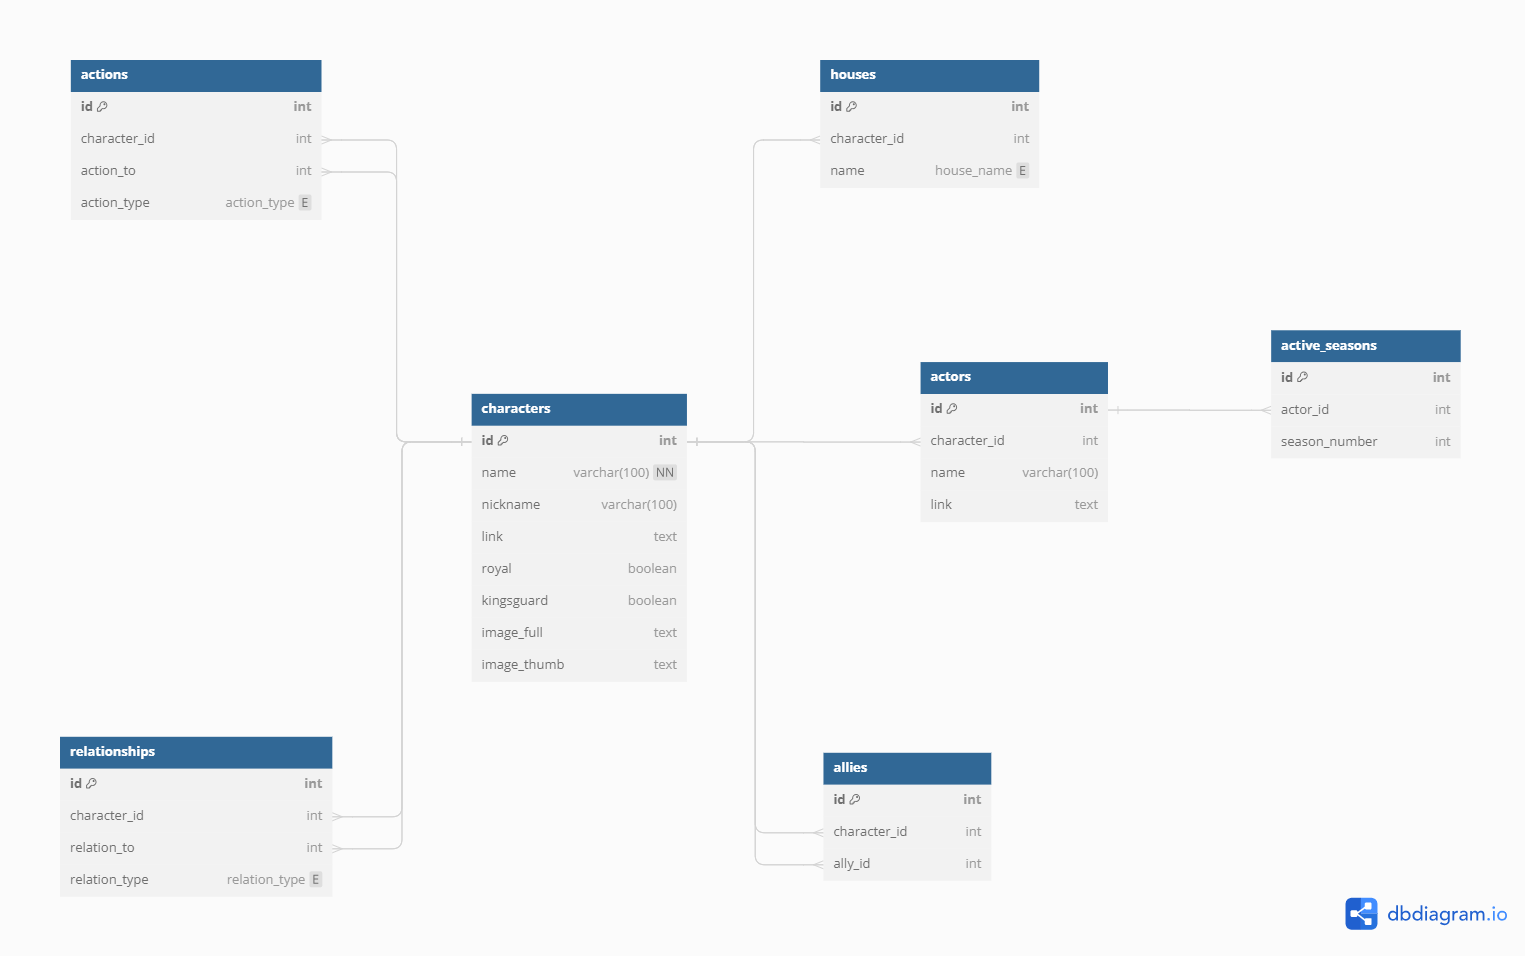 actions
id int
character_id int
action_to int
action_type action_type E
houses
id int
character_id int
name house_name E
active_seasons
id int
actor_id int
season_number int
actors
id int
character_id int
name varchar(100)
link text
characters
id int
name varchar(100) NN
nickname varchar(100)
link text
royal boolean
kingsguard boolean
image_full text
image_thumb text
relationships
id int
character_id int
relation_to int
relation_type relation_type E
allies
id int
character_id int
ally_id int
dbdiagram.io